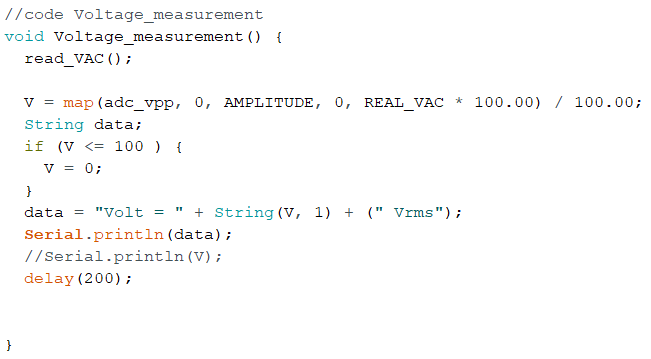 //code Voltage_measurement
void Voltage_measurement() {
  read_VAC();
  V = map(adc_vpp, 0, AMPLITUDE, 0, REAL_VAC * 100.00) / 100.00;
  String data;
  if (V <= 100 ) {
    V = 0;
  }
  data = "Volt = " + String(V, 1) + (" Vrms");
  Serial.println(data);
  //Serial.println(V);
  delay(200);
}